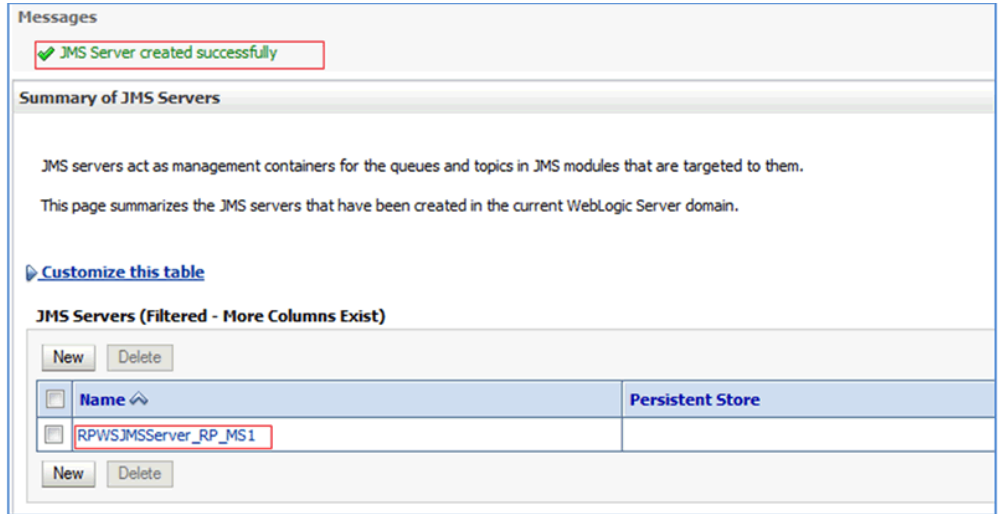 Messages
JMS Server created successfully
Summary of JMS Servers
JMS servers act as management containers for the queues and topics in JMS modules that are targeted to them.
This page summarizes the JMS servers that have been created in the current WebLogic Server domain.
Customize this table
JMS Servers (Filtered - More Columns Exist)
New Delete
Name Persistent Store
RPWSJMSServer_RP_MS1
New Delete